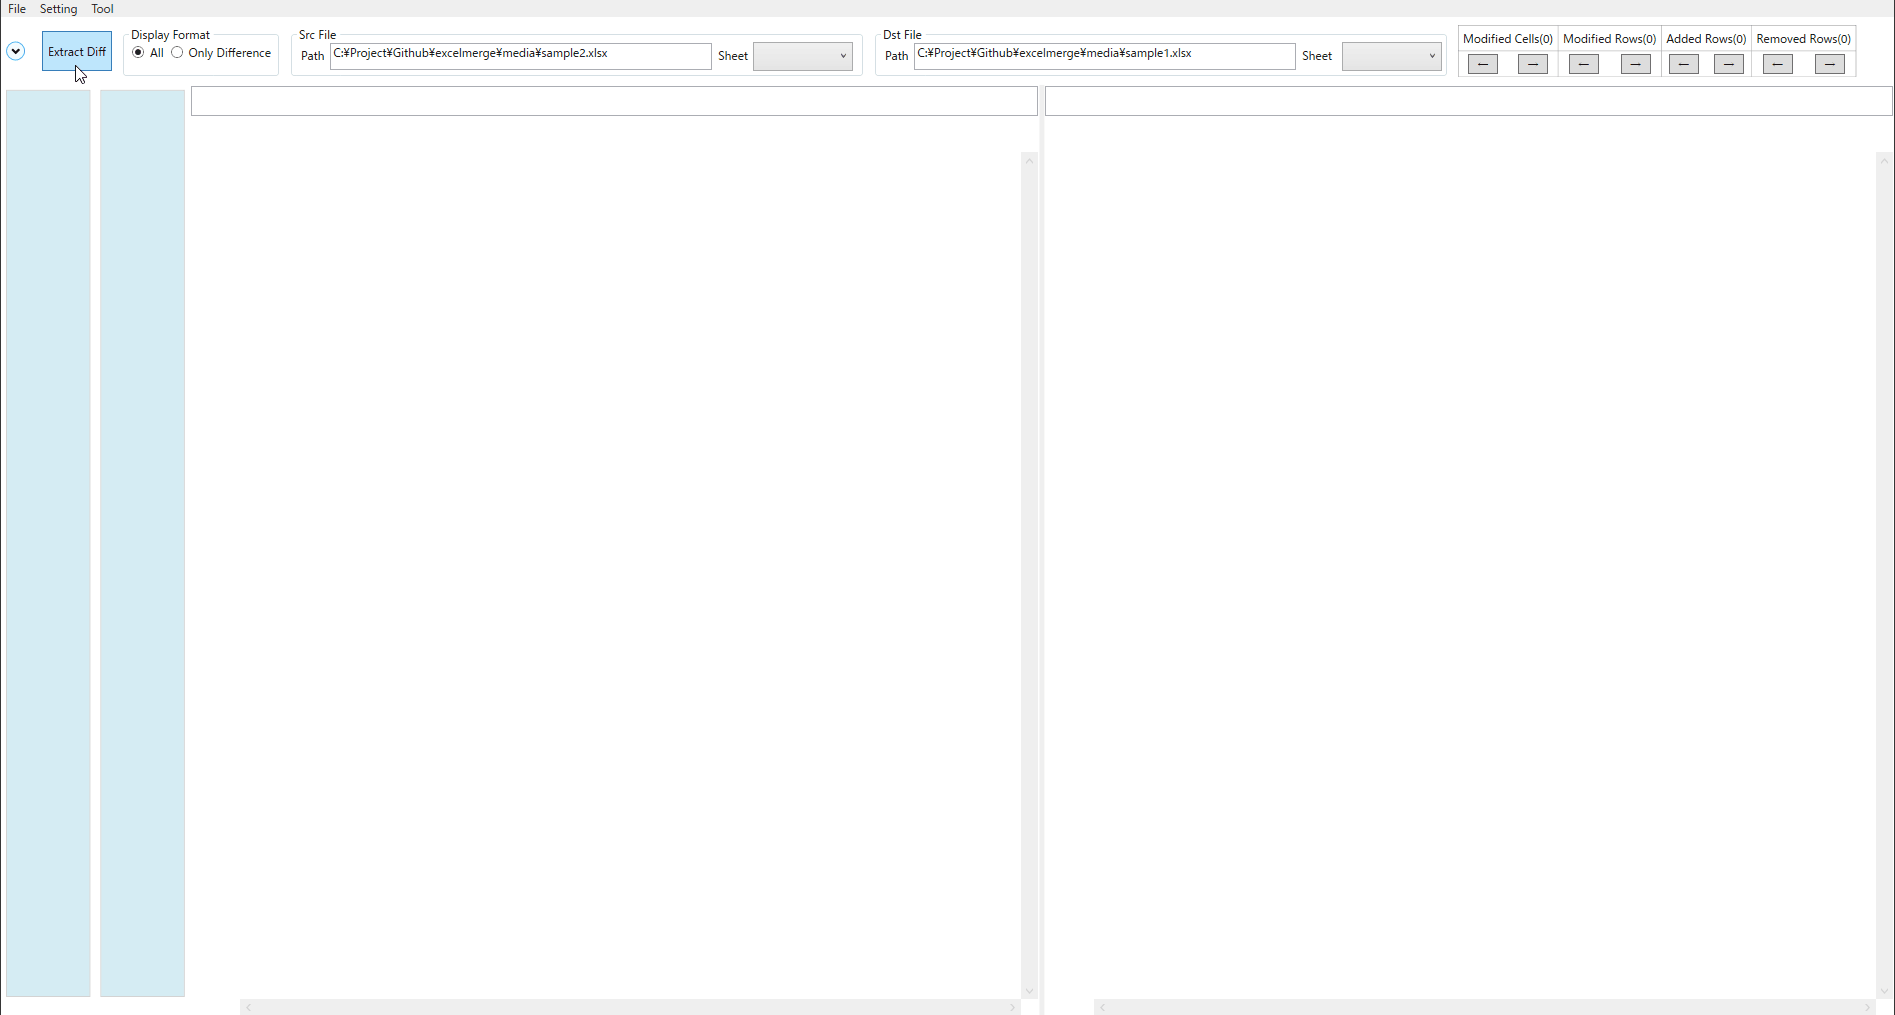 File Setting Tool
Extract Diff
Display Format
All Only Difference
Src File
Path C:¥Project¥Github¥excelmerge¥media¥sample2.xlsx Sheet
Dst File
Path C:¥Project¥Github¥excelmerge¥media¥sample1.xlsx Sheet
Modified Cells(0) Modified Rows(0) Added Rows(0) Removed Rows(0)
← → ← → ← → ← →